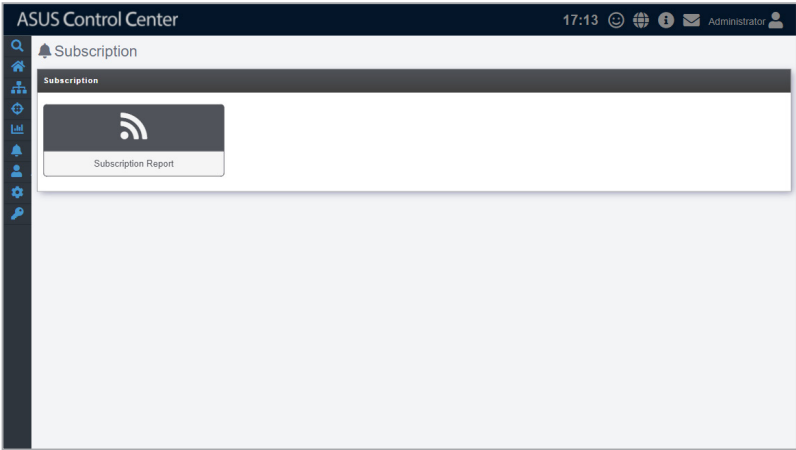 ASUS Control Center
17:13
Administrator
Subscription
Subscription
Subscription Report